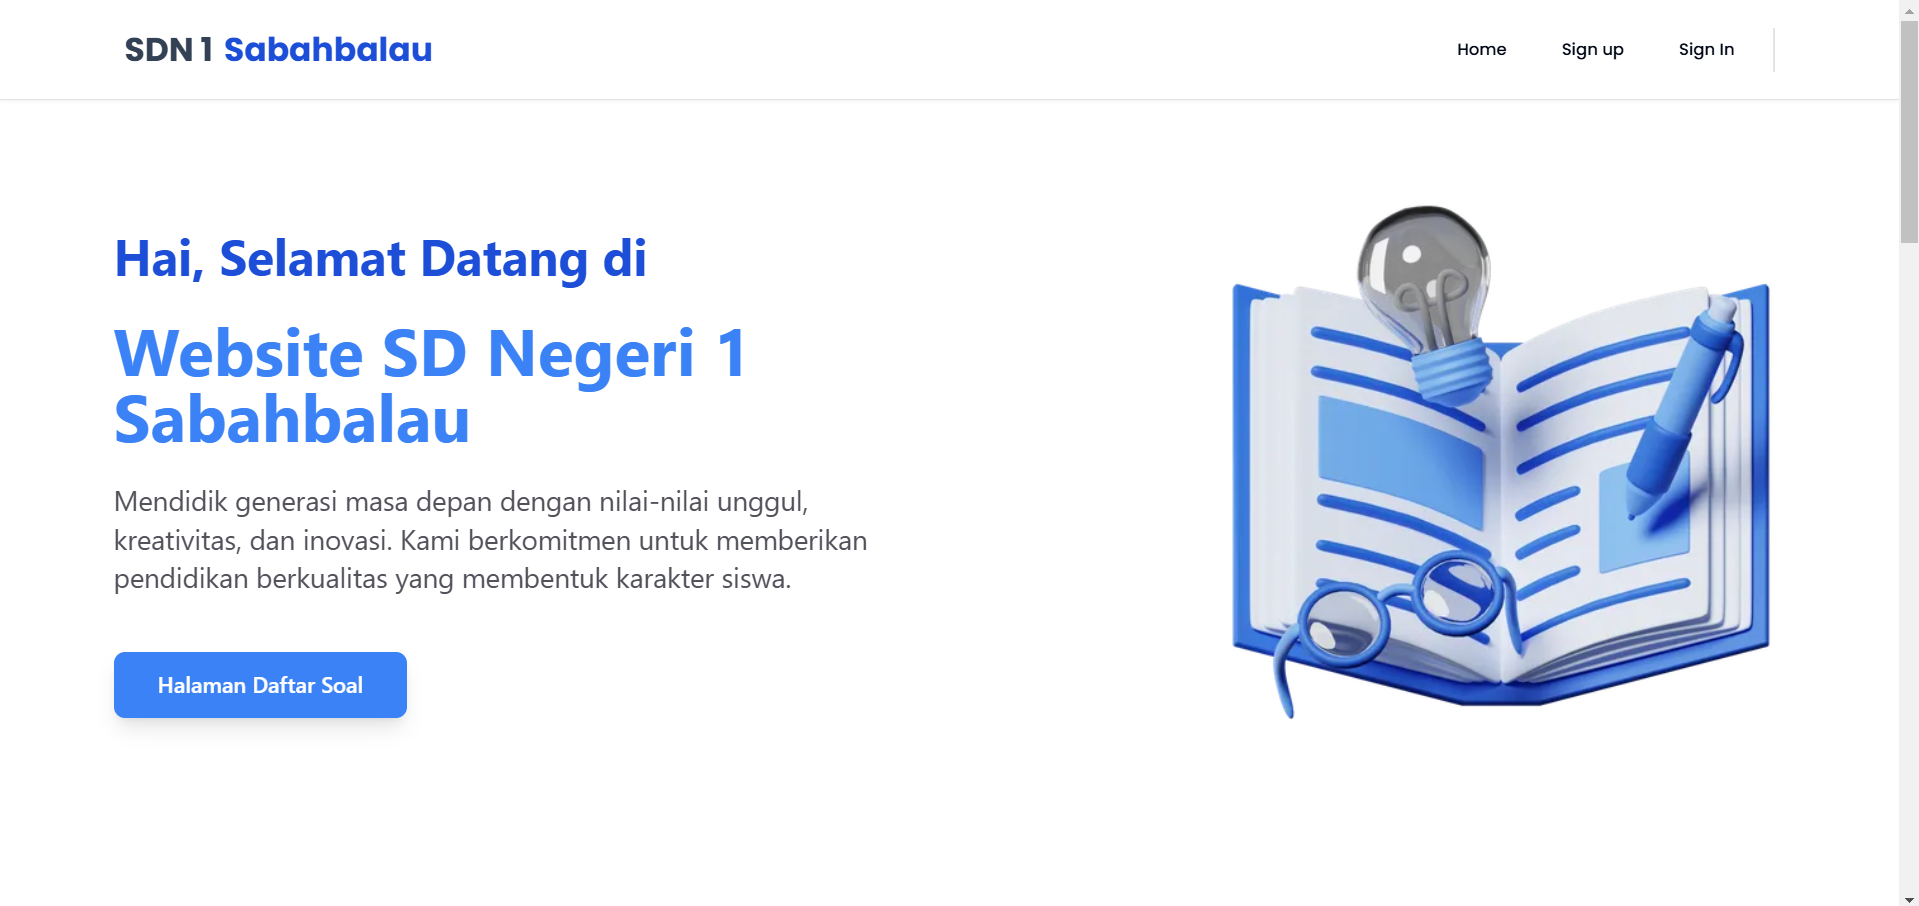 SDN 1 Sabahbalau
Home
Sign up
Sign In
Hai, Selamat Datang di
Website SD Negeri 1
Sabahbalau
Mendidik generasi masa depan dengan nilai-nilai unggul,
kreativitas, dan inovasi. Kami berkomitmen untuk memberikan
pendidikan berkualitas yang membentuk karakter siswa.
Halaman Daftar Soal